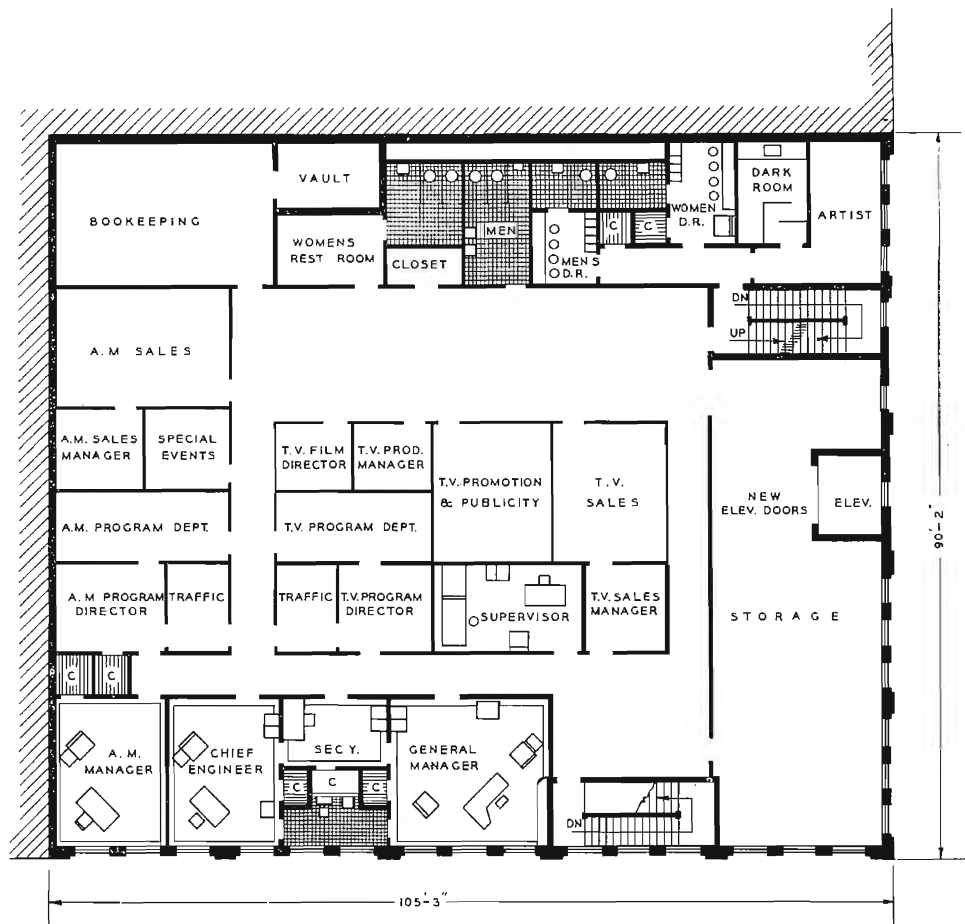 VAULT
DARK
ROOM
BOOKEEPING
WOMEN
D.R.
ARTIST
WOMENS
REST ROOM
MEN
C
C
CLOSET
MEN'S
D.R.
DN
UP
A.M SALES
A.M. SALES
MANAGER
SPECIAL
EVENTS
T.V. FILM
DIRECTOR
T.V. PROD.
MANAGER
T.V. PROMOTION
& PUBLICITY
T.V.
SALES
NEW
ELEV. DOORS
ELEV.
A.M. PROGRAM DEPT.
T.V. PROGRAM DEPT.
90'-2"
A.M PROGRAM
DIRECTOR
TRAFFIC
TRAFFIC
T.V. PROGRAM
DIRECTOR
SUPERVISOR
T.V. SALES
MANAGER
STORAGE
C
C
A.M.
MANAGER
CHIEF
ENGINEER
SEC Y.
GENERAL
MANAGER
C
C
C
DN
105'-3"